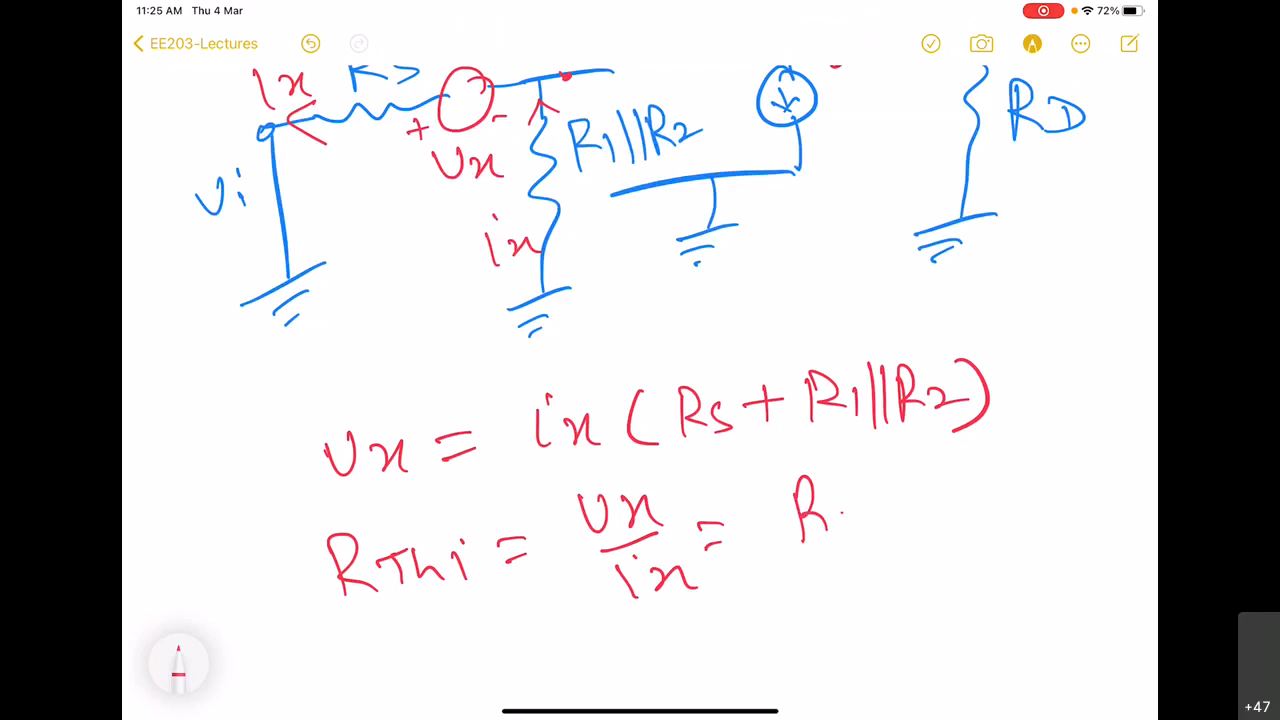 11:25 AM Thu 4 Mar
72%
EE203-Lectures
ix
+ -
Vx
R1||R2
RD
Vi
ix
Vx = ix (Rs + R1||R2)
RThi = Vx/ix = R
+47